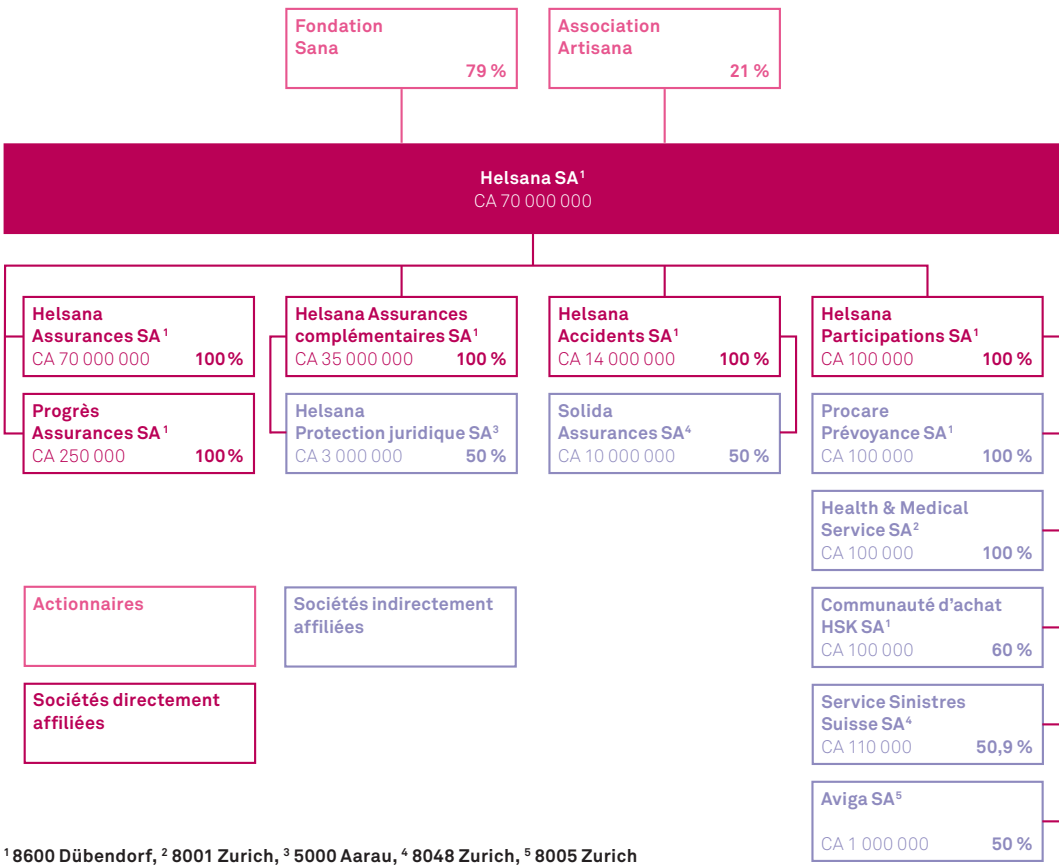 Fondation
Sana
79 %
Association
Artisana
21 %
Helsana SA¹
CA 70 000 000
Helsana
Assurances SA¹
CA 70 000 000 100 %
Helsana Assurances
complémentaires SA¹
CA 35 000 000 100 %
Helsana
Accidents SA¹
CA 14 000 000 100 %
Helsana
Participations SA¹
CA 100 000 100 %
Progrès
Assurances SA¹
CA 250 000 100 %
Helsana
Protection juridique SA³
CA 3 000 000 50 %
Solida
Assurances SA⁴
CA 10 000 000 50 %
Procare
Prévoyance SA¹
CA 100 000 100 %
Health & Medical
Service SA²
CA 100 000 100 %
Actionnaires
Sociétés indirectement
affiliées
Communauté d'achat
HSK SA¹
CA 100 000 60 %
Sociétés directement
affiliées
Service Sinistres
Suisse SA⁴
CA 110 000 50,9 %
Aviga SA⁵
CA 1 000 000 50 %
¹ 8600 Dübendorf, ² 8001 Zurich, ³ 5000 Aarau, ⁴ 8048 Zurich, ⁵ 8005 Zurich